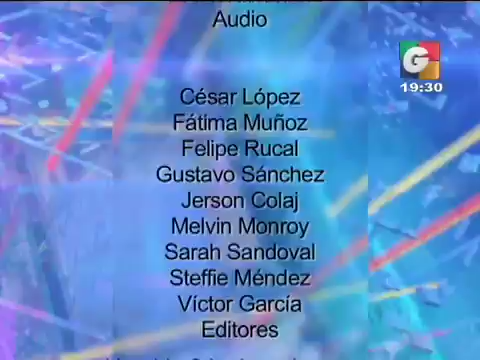 Audio
G
19:30
César López
Fátima Muñoz
Felipe Rucal
Gustavo Sánchez
Jerson Colaj
Melvin Monroy
Sarah Sandoval
Steffie Méndez
Víctor García
Editores